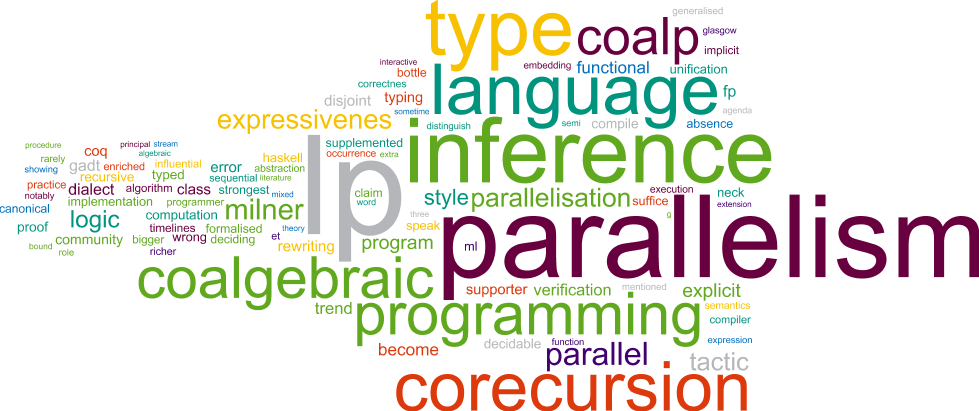 generalised
type
coalp
glasgow
implicit
interactive
embedding
functional
unification
bottle
correctnes
language
fp
typing
disjoint
sometime
agenda
expressivenes
distinguish
semi
compile
absence
inference
lp
procedure
principal
stream
supplemented
rarely
coq
algebraic
occurrence
extra
showing
gadt
enriched
influential
error
haskell
abstraction
recursive
typed
sequential
literature
practice
dialect
algorithm
class
strongest
mixed
claim
word
style
parallelisation
execution
suffice
neck
extension
notably
implementation
programmer
canonical
logic
computation
milner
three
g
parallelism
proof
timelines
formalised
theory
speak
community
bigger
wrong
deciding
et
rewriting
program
ml
bound
richer
role
coalgebraic
supporter
verification
mentioned
explicit
trend
programming
semantics
compiler
become
decidable
function
parallel
expression
tactic
corecursion